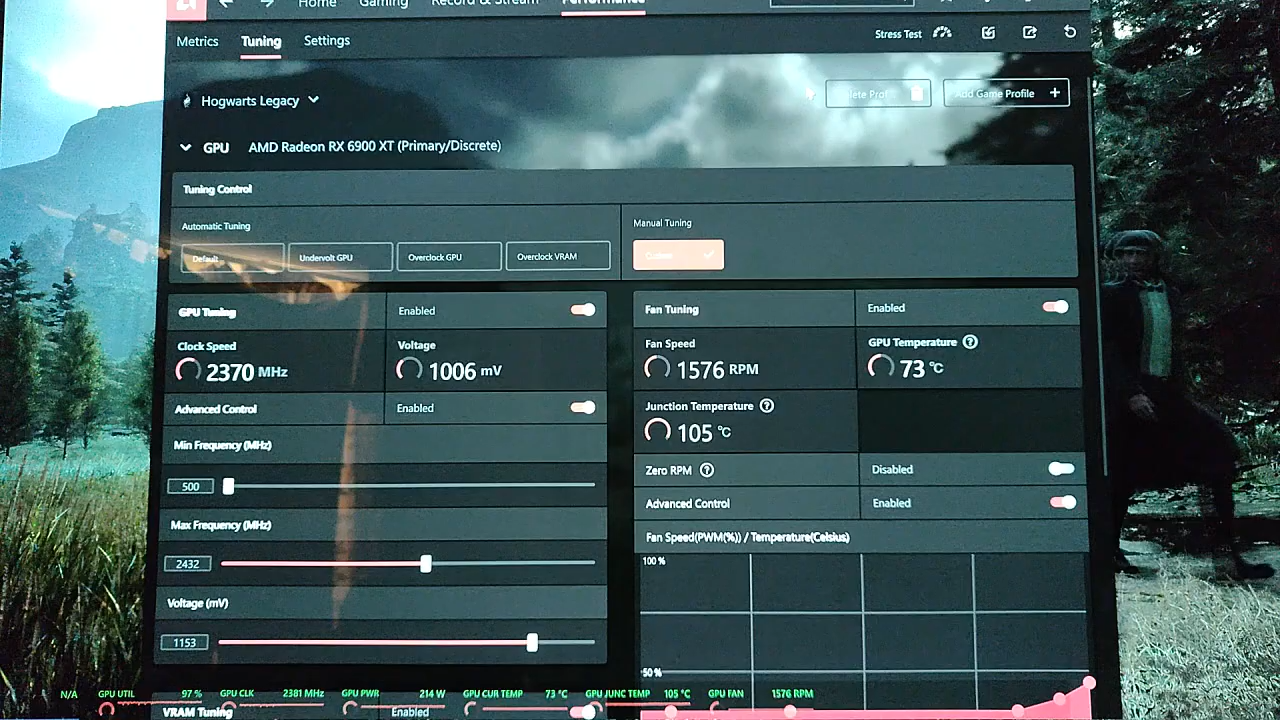 Home Gaming Record & Stream Performance
Metrics Tuning Settings Stress Test
Hogwarts Legacy Add Game Profile
GPU AMD Radeon RX 6900 XT (Primary/Discrete)
Tuning Control
Automatic Tuning
Manual Tuning
Default Undervolt GPU Overclock GPU Overclock VRAM
GPU Tuning Enabled
Fan Tuning Enabled
Clock Speed
2370 MHz
Voltage
1006 mV
Fan Speed
1576 RPM
GPU Temperature
73 °C
Advanced Control Enabled
Junction Temperature
105 °C
Min Frequency (MHz)
500
Zero RPM Disabled
Advanced Control Enabled
Max Frequency (MHz)
2432
Fan Speed(PWM(%)) / Temperature(Celsius)
100 %
Voltage (mV)
1153
50 %
N/A GPU UTIL 97 % GPU CLK 2381 MHz GPU PWR 214 W GPU CUR TEMP 73 °C GPU JUNC TEMP 105 °C GPU FAN 1576 RPM
VRAM Tuning Enabled